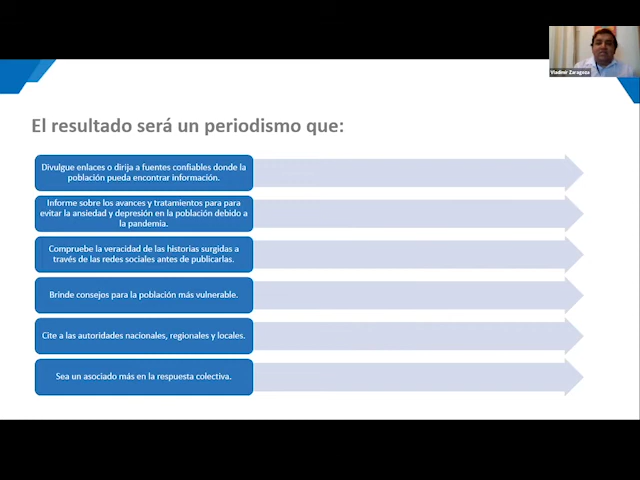 Vladimir Zaragoza
El resultado será un periodismo que:
Divulgue enlaces o dirija a fuentes confiables donde la
población pueda encontrar información.
Informe sobre los avances y tratamientos para para
evitar la ansiedad y depresión en la población debido a
la pandemia.
Compruebe la veracidad de las historias surgidas a
través de las redes sociales antes de publicarlas.
Brinde consejos para la población más vulnerable.
Cite a las autoridades nacionales, regionales y locales.
Sea un asociado más en la respuesta colectiva.